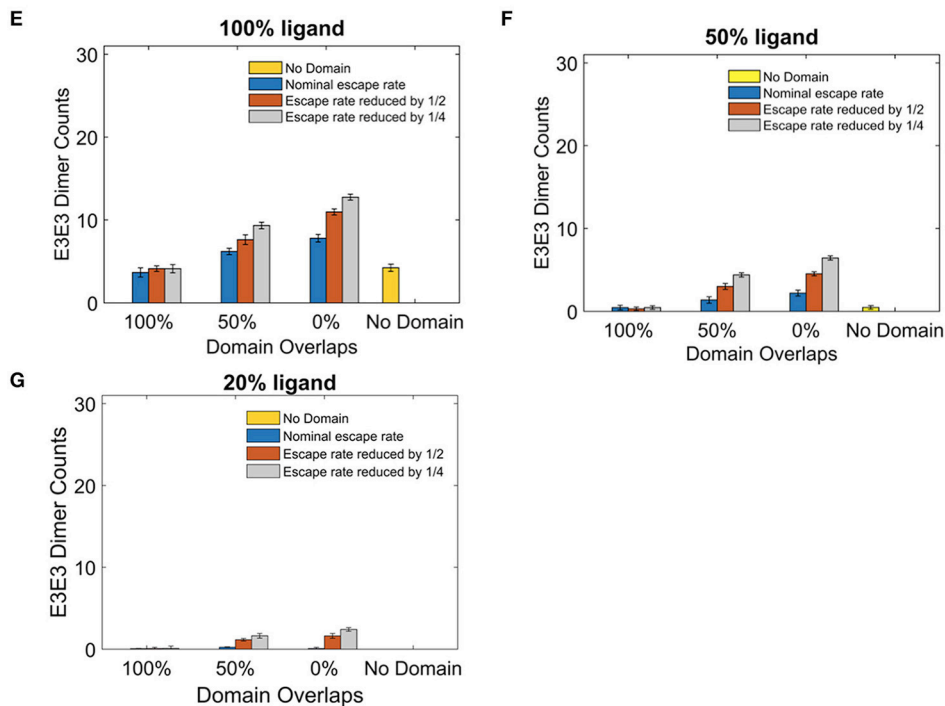 E
100% ligand
30
20
10
0
E3E3 Dimer Counts
No Domain
Nominal escape rate
Escape rate reduced by 1/2
Escape rate reduced by 1/4
100% 50% 0% No Domain
Domain Overlaps
F
50% ligand
30
20
10
0
E3E3 Dimer Counts
No Domain
Nominal escape rate
Escape rate reduced by 1/2
Escape rate reduced by 1/4
100% 50% 0% No Domain
Domain Overlaps
G
20% ligand
30
20
10
0
E3E3 Dimer Counts
No Domain
Nominal escape rate
Escape rate reduced by 1/2
Escape rate reduced by 1/4
100% 50% 0% No Domain
Domain Overlaps